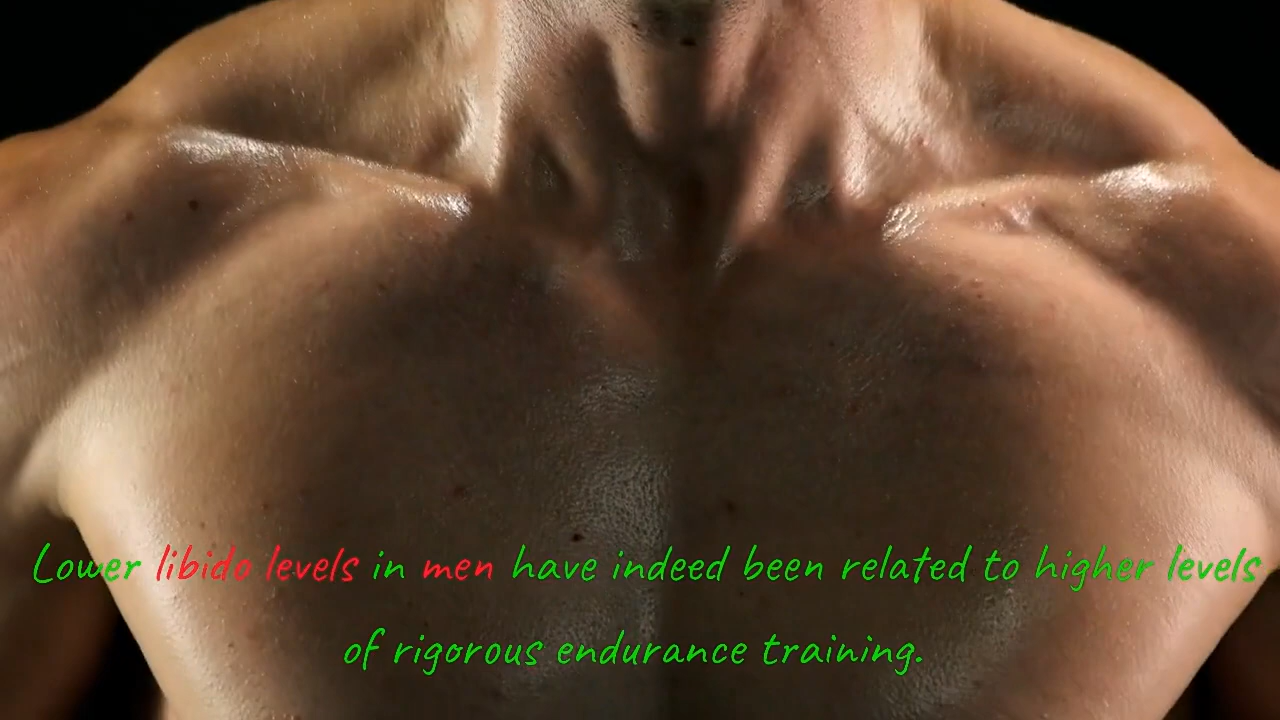 Lower libido levels in men have indeed been related to higher levels
of rigorous endurance training.